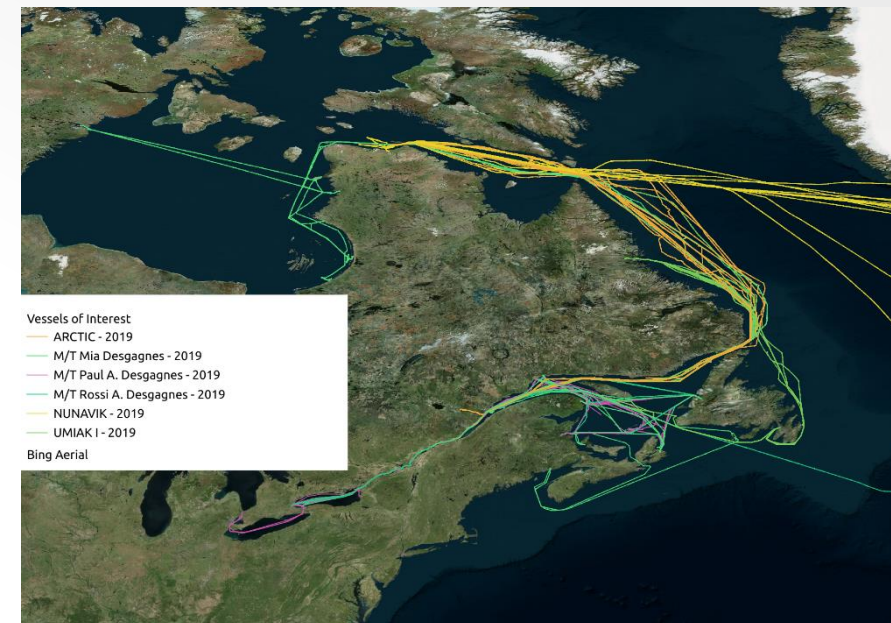 Vessels of Interest
ARCTIC - 2019
M/T Mia Desgagnes - 2019
M/T Paul A. Desgagnes - 2019
M/T Rossi A. Desgagnes - 2019
NUNAVIK - 2019
UMIAK I - 2019
Bing Aerial